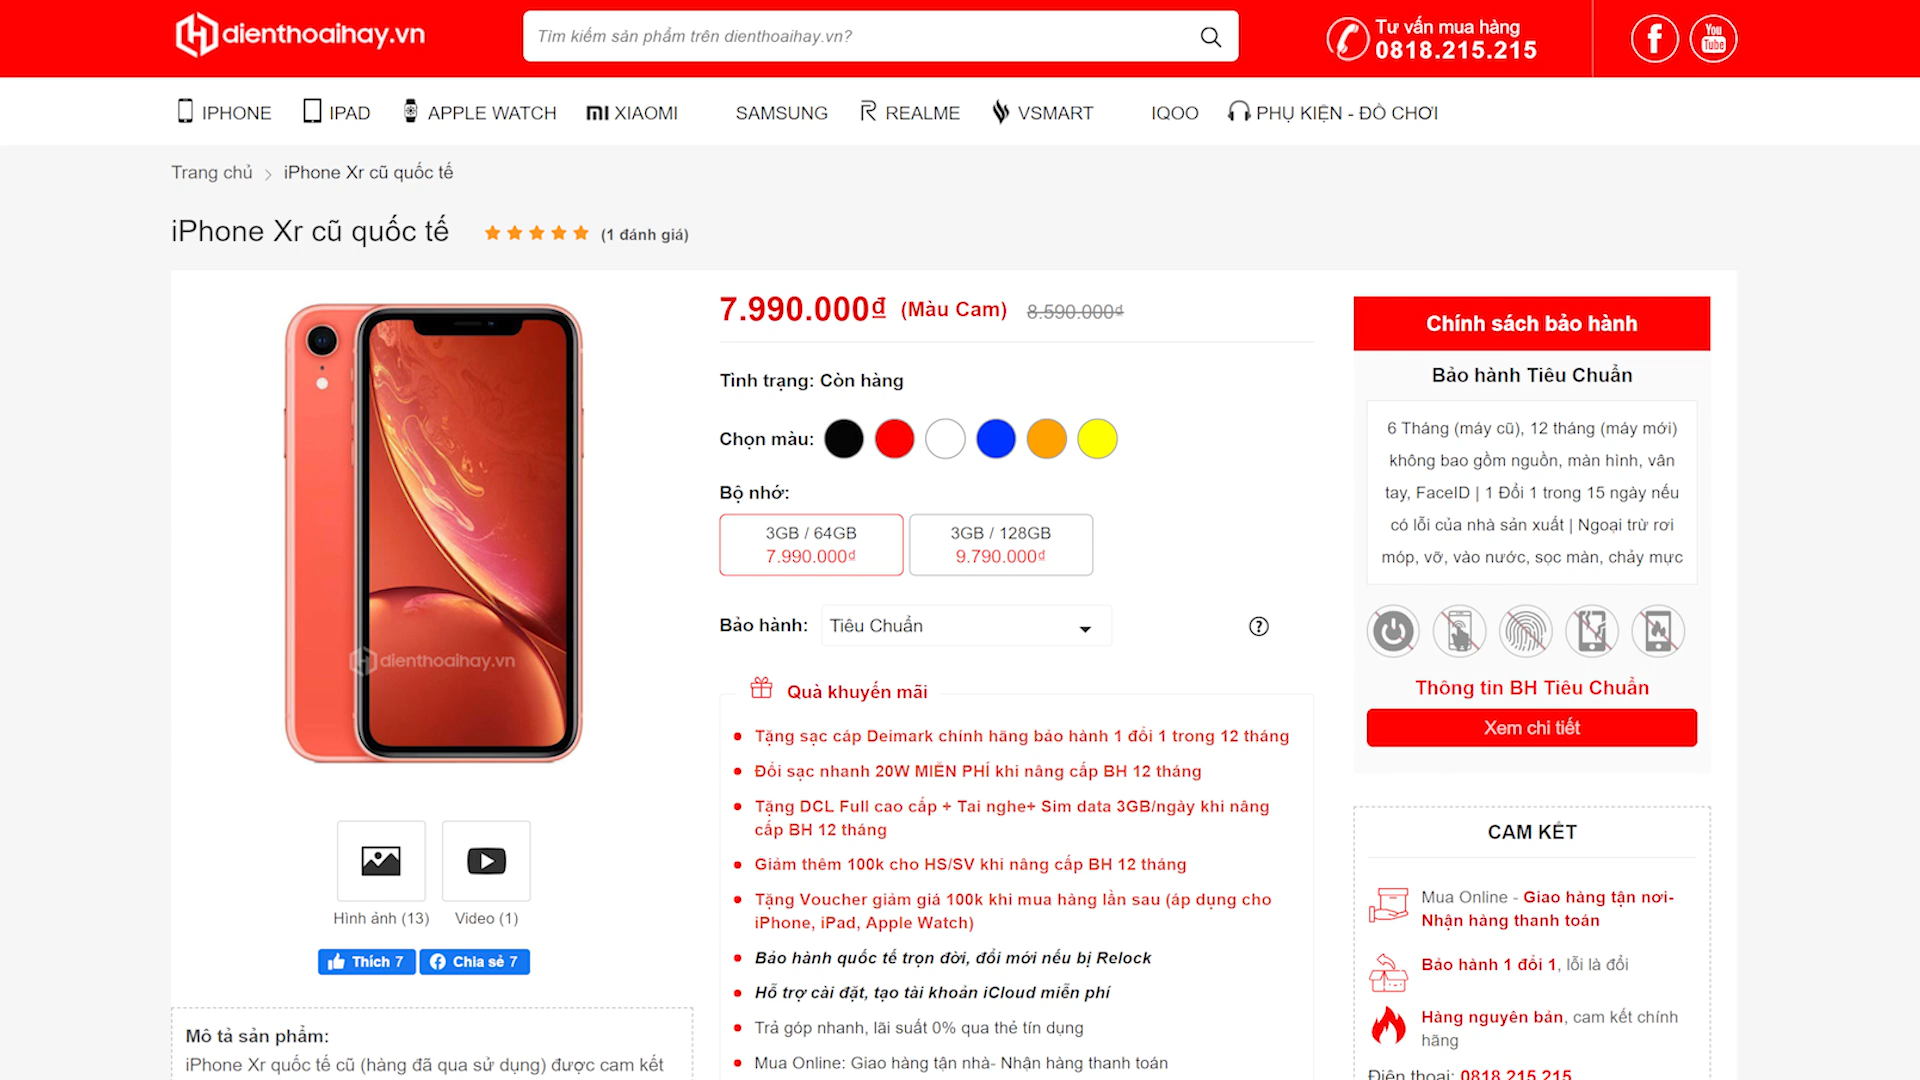 dienthoaihay.vn
Tìm kiếm sản phẩm trên dienthoaihay.vn?
Tư vấn mua hàng
0818.215.215
You
Tube
IPHONE
IPAD
APPLE WATCH
XIAOMI
SAMSUNG
REALME
VSMART
IQOO
PHỤ KIỆN - ĐỒ CHƠI
Trang chủ
iPhone Xr cũ quốc tế
iPhone Xr cũ quốc tế
(1 đánh giá)
7.990.000₫ (Màu Cam) 8.590.000₫
Tình trạng: Còn hàng
Chọn màu:
Bộ nhớ:
3GB / 64GB
7.990.000₫
3GB / 128GB
9.790.000₫
Bảo hành: Tiêu Chuẩn
?
dienthoaihay.vn
Hình ảnh (13)
Video (1)
Thích 7
Chia sẻ 7
Mô tả sản phẩm:
iPhone Xr quốc tế cũ (hàng đã qua sử dụng) được cam kết
Quà khuyến mãi
Tặng sạc cáp Deimark chính hãng bảo hành 1 đổi 1 trong 12 tháng
Đổi sạc nhanh 20W MIỄN PHÍ khi nâng cấp BH 12 tháng
Tặng DCL Full cao cấp + Tai nghe+ Sim data 3GB/ngày khi nâng
cấp BH 12 tháng
Giảm thêm 100k cho HS/SV khi nâng cấp BH 12 tháng
Tặng Voucher giảm giá 100k khi mua hàng lần sau (áp dụng cho
iPhone, iPad, Apple Watch)
Bảo hành quốc tế trọn đời, đổi mới nếu bị Relock
Hỗ trợ cài đặt, tạo tài khoản iCloud miễn phí
Trả góp nhanh, lãi suất 0% qua thẻ tín dụng
Mua Online: Giao hàng tận nhà- Nhận hàng thanh toán
Chính sách bảo hành
Bảo hành Tiêu Chuẩn
6 Tháng (máy cũ), 12 tháng (máy mới)
không bao gồm nguồn, màn hình, vân
tay, FaceID | 1 Đổi 1 trong 15 ngày nếu
có lỗi của nhà sản xuất | Ngoại trừ rơi
móp, vỡ, vào nước, sọc màn, chảy mực
Thông tin BH Tiêu Chuẩn
Xem chi tiết
CAM KẾT
Mua Online - Giao hàng tận nơi-
Nhận hàng thanh toán
Bảo hành 1 đổi 1, lỗi là đổi
Hàng nguyên bản, cam kết chính
hãng
Điện thoại: 0818.215.215